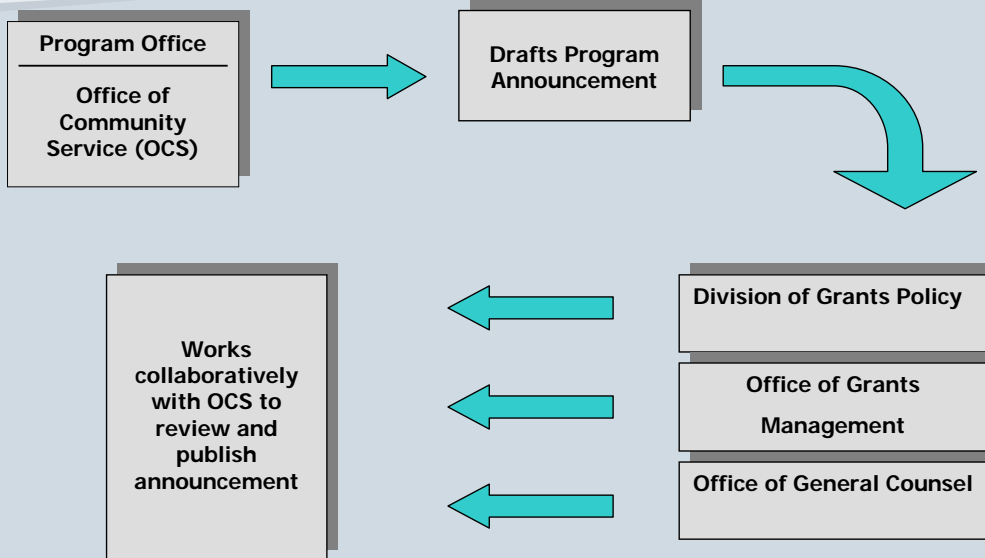 Program Office
Office of
Community
Service (OCS)
Drafts Program
Announcement
Division of Grants Policy
Office of Grants
Management
Office of General Counsel
Works
collaboratively
with OCS to
review and
publish
announcement